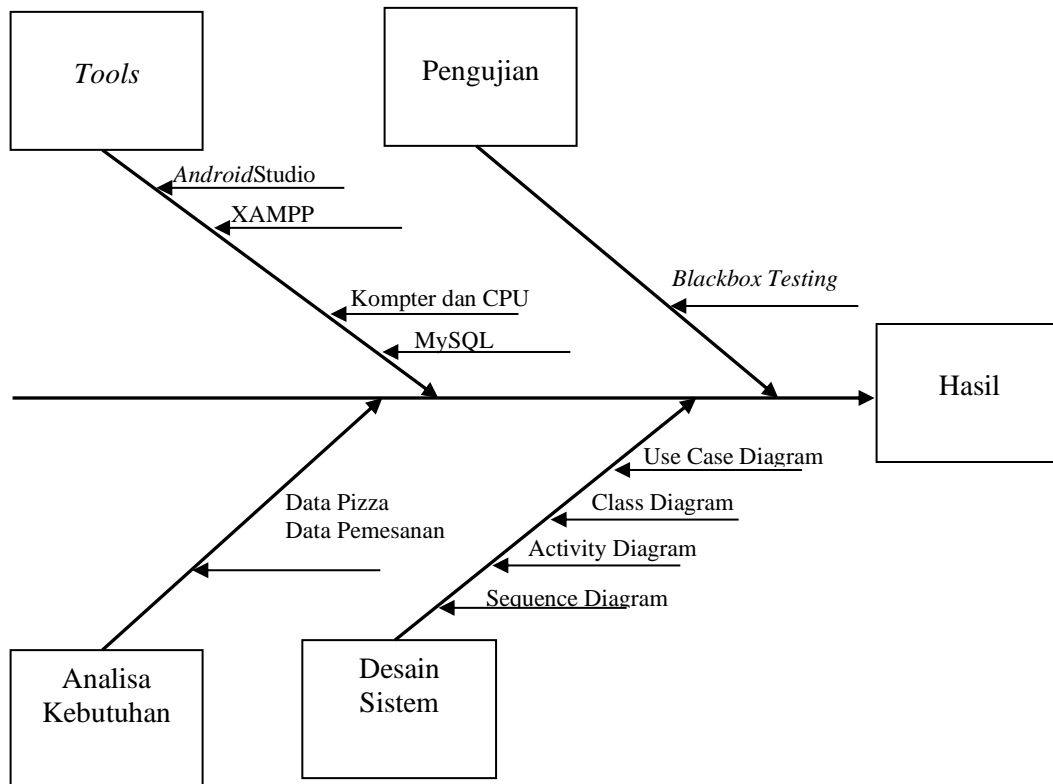 Tools
Pengujian
AndroidStudio
XAMPP
Kompter dan CPU
MySQL
Blackbox Testing
Hasil
Use Case Diagram
Class Diagram
Activity Diagram
Sequence Diagram
Data Pizza
Data Pemesanan
Analisa
Kebutuhan
Desain
Sistem